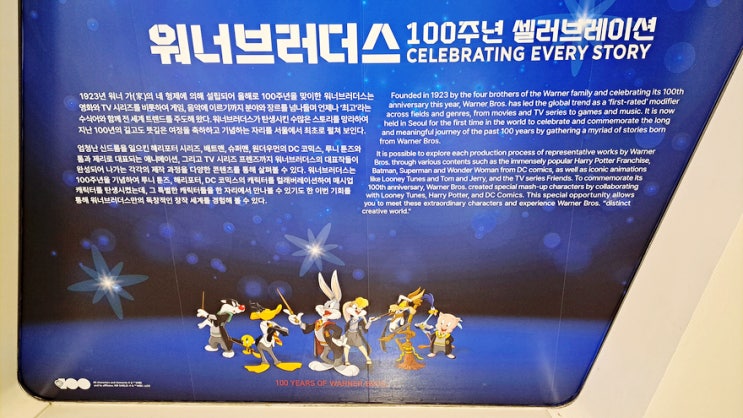 워너브러더스 100주년 셀러브레이션
CELEBRATING EVERY STORY
1923년 워너 가(家)의 네 형제에 의해 설립되어 올해로 100주년을 맞이한 워너브러더스는
영화와 TV 시리즈를 비롯하여 게임, 음악에 이르기까지 분야와 장르를 넘나들며 언제나 '최고'라는
수식어와 함께 전 세계 트렌드를 주도해 왔다. 워너브러더스가 탄생시킨 수많은 스토리를 망라하며
지난 100년의 길고도 뜻깊은 여정을 축하하고 기념하는 자리를 서울에서 최초로 펼쳐 보인다.
엄청난 신드롬을 일으킨 해리포터 시리즈, 배트맨, 슈퍼맨, 원더우먼의 DC 코믹스, 루니 툰즈와
톰과 제리로 대표되는 애니메이션, 그리고 TV 시리즈 프렌즈까지 워너브러더스의 대표작들이
완성되어 나가는 각각의 제작 과정을 다양한 콘텐츠를 통해 살펴볼 수 있다. 워너브러더스는
100주년을 기념하여 루니 툰즈, 해리포터, DC 코믹스의 캐릭터를 컬래버레이션하여 매시업
캐릭터를 탄생시켰는데, 그 특별한 캐릭터들을 한 자리에서 만나볼 수 있기도 한 이번 기회를
통해 워너브러더스만의 독창적인 창작 세계를 경험해 볼 수 있다.
Founded in 1923 by the four brothers of the Warner family and celebrating its 100th
anniversary this year, Warner Bros. has led the global trend as a 'first-rated' modifier
across fields and genres, from movies and TV series to games and music. It is now
held in Seoul for the first time in the world to celebrate and commemorate the long
and meaningful journey of the past 100 years by gathering a myriad of stories born
from Warner Bros.
It is possible to explore each production process of representative works by Warner
Bros. through various contents such as the immensely popular Harry Potter Franchise,
Batman, Superman and Wonder Woman from DC comics, as well as iconic animations
like Looney Tunes and Tom and Jerry, and the TV series Friends. To commemorate its
100th anniversary, Warner Bros. created special mash-up characters by collaborating
with Looney Tunes, Harry Potter, and DC Comics. This special opportunity allows
you to meet these extraordinary characters and experience Warner Bros. "distinct
creative world."
100 YEARS OF WARNER
100